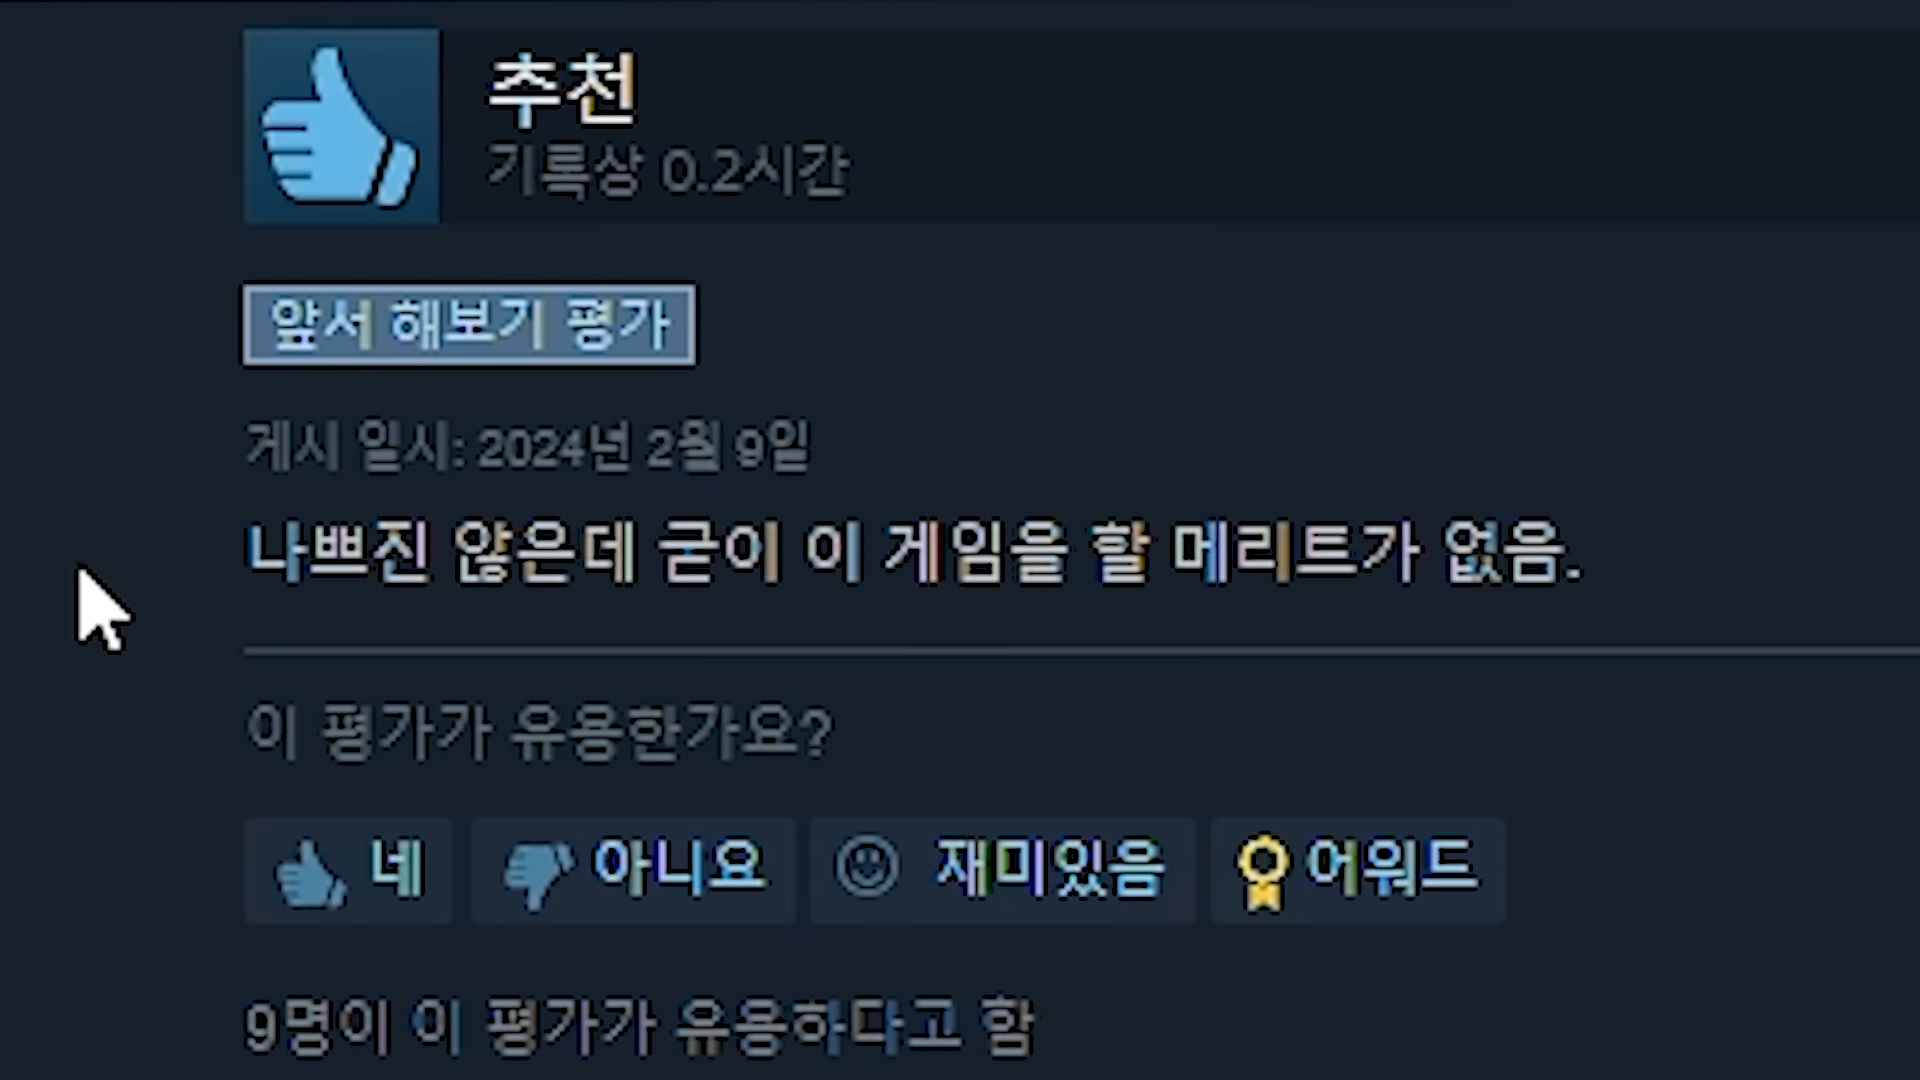 추천
기록상 0.2시간
앞서 해보기 평가
게시 일시: 2024년 2월 9일
나쁘진 않은데 굳이 이 게임을 할 메리트가 없음.
이 평가가 유용한가요?
네 아니요 재미있음 어워드
9명이 이 평가가 유용하다고 함